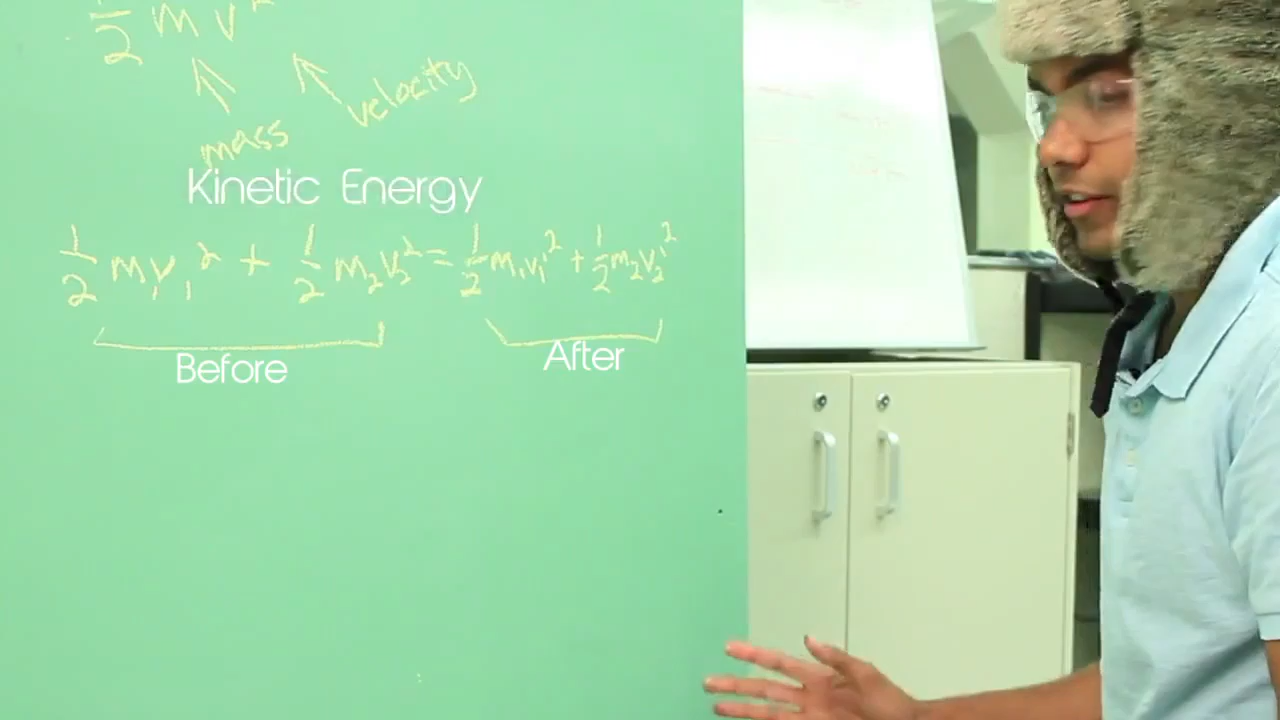 1/2 m v²
mass velocity
Kinetic Energy
1/2 m₁v₁² + 1/2 m₂v₂² = 1/2 m₁v₁'² + 1/2 m₂v₂'²
Before After